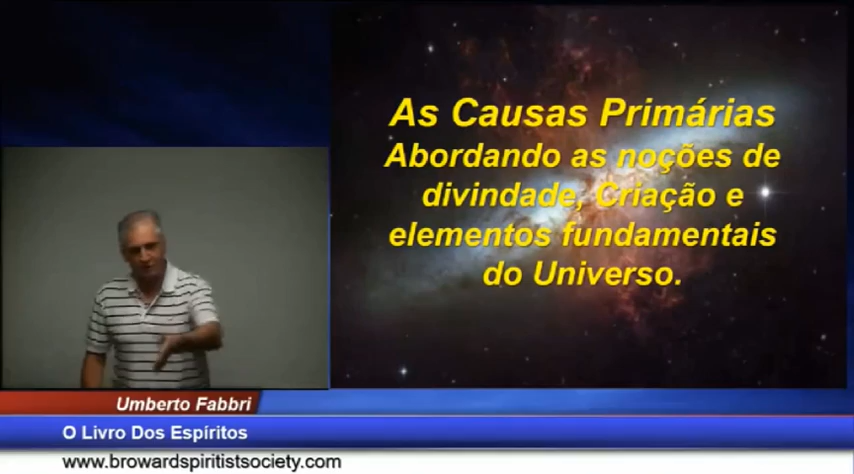 As Causas Primárias
Abordando as noções de
divindade, Criação e
elementos fundamentais
do Universo.
Umberto Fabbri
O Livro Dos Espíritos
www.browardspiritistsociety.com